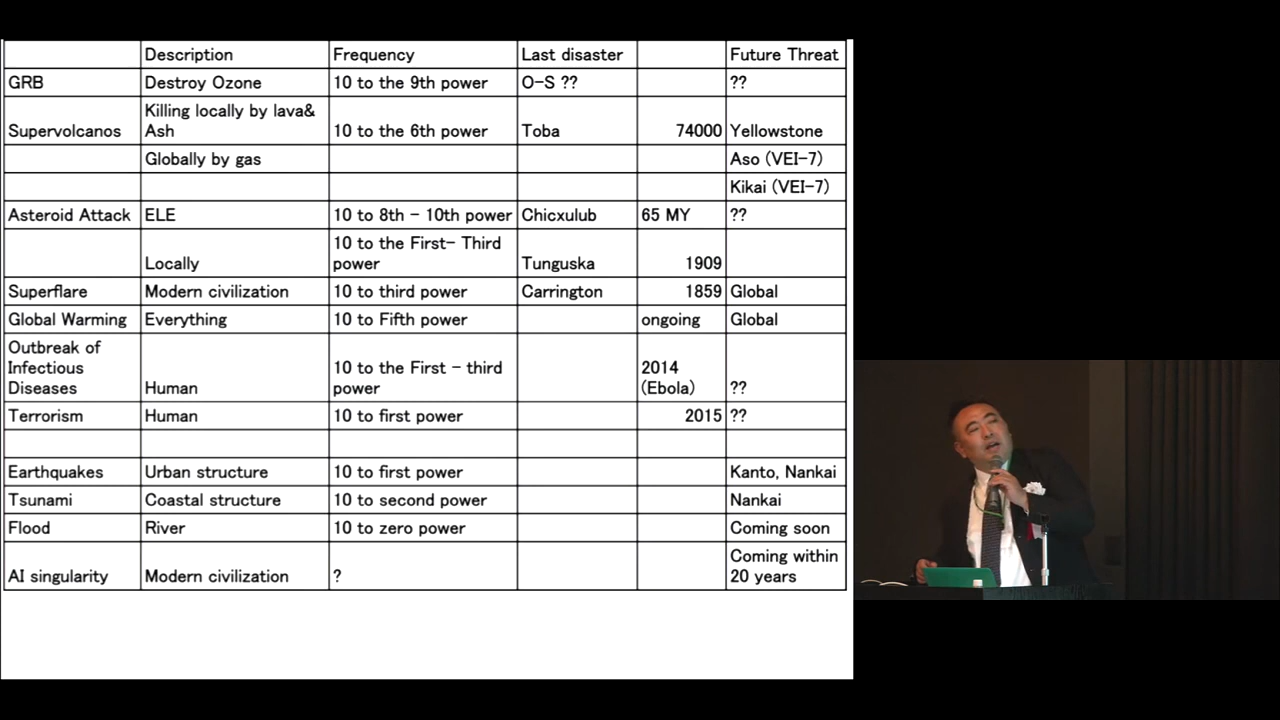 Description Frequency Last disaster Future Threat
GRB Destroy Ozone 10 to the 9th power O-S ?? ??
Killing locally by lava&
Supervolcanos Ash 10 to the 6th power Toba 74000 Yellowstone
Globally by gas Aso (VEI-7)
Kikai (VEI-7)
Asteroid Attack ELE 10 to 8th - 10th power Chicxulub 65 MY ??
10 to the First- Third
Locally power Tunguska 1909
Superflare Modern civilization 10 to third power Carrington 1859 Global
Global Warming Everything 10 to Fifth power ongoing Global
Outbreak of
Infectious 10 to the First - third 2014
Diseases Human power (Ebola) ??
Terrorism Human 10 to first power 2015 ??
Earthquakes Urban structure 10 to first power Kanto, Nankai
Tsunami Coastal structure 10 to second power Nankai
Flood River 10 to zero power Coming soon
Coming within
AI singularity Modern civilization ? 20 years